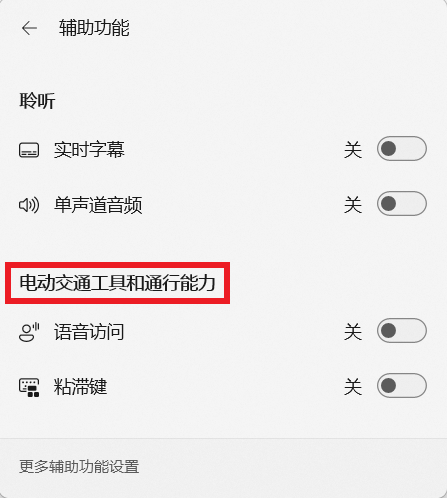 辅助功能
聆听
实时字幕 关
单声道音频 关
电动交通工具和通行能力
语音访问 关
粘滞键 关
更多辅助功能设置